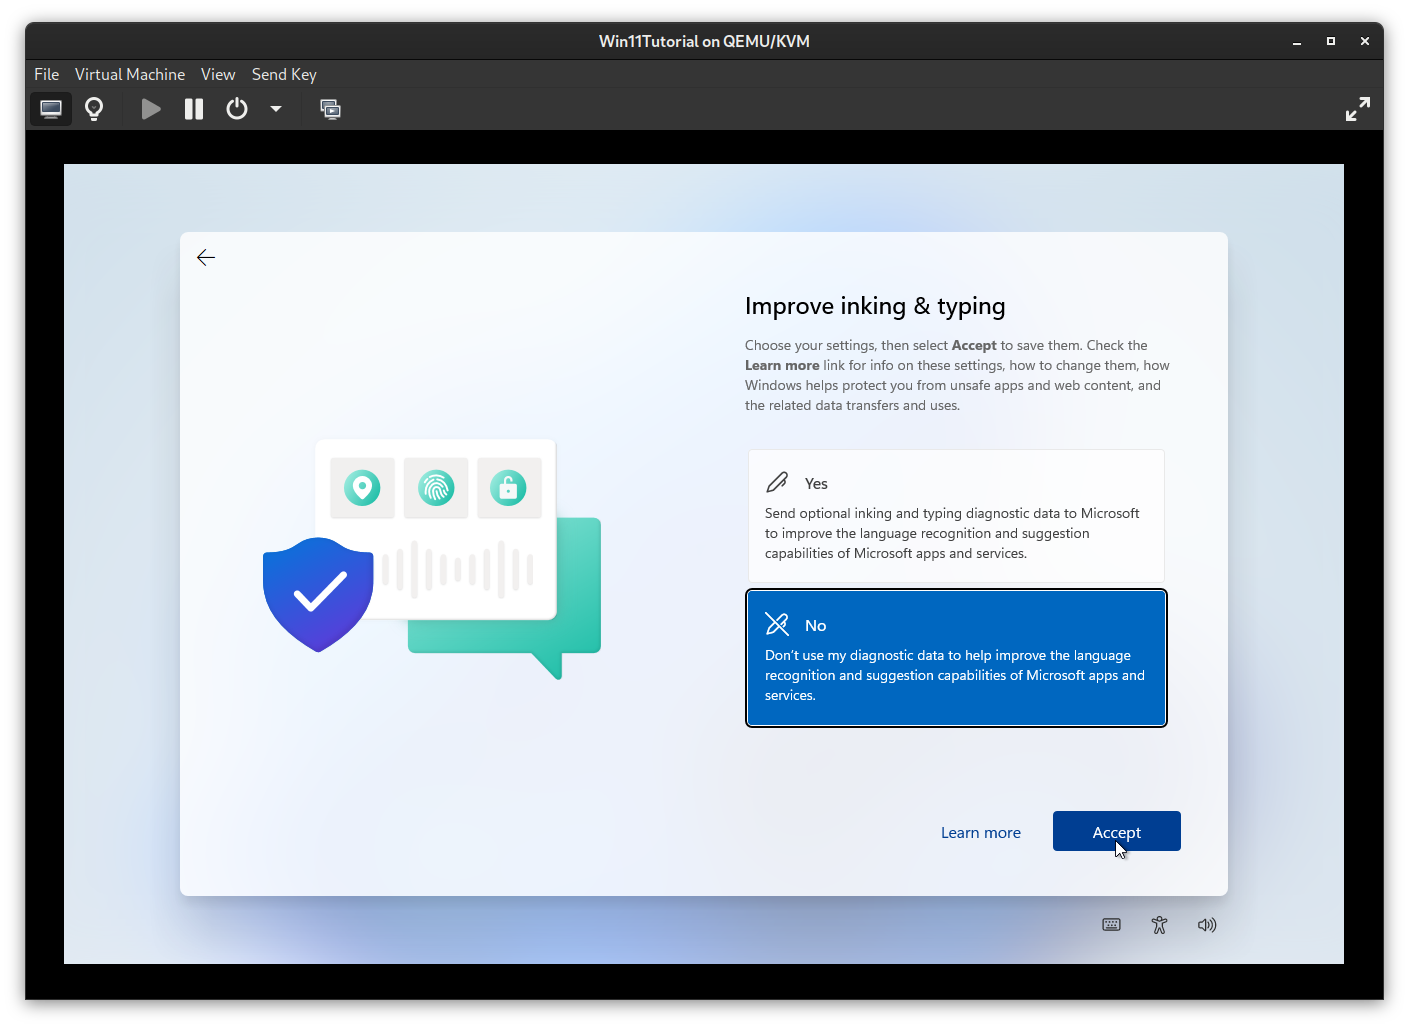 Win11Tutorial on QEMU/KVM
File Virtual Machine View Send Key
Improve inking & typing
Choose your settings, then select Accept to save them. Check the
Learn more link for info on these settings, how to change them, how
Windows helps protect you from unsafe apps and web content, and
the related data transfers and uses.
Yes
Send optional inking and typing diagnostic data to Microsoft
to improve the language recognition and suggestion
capabilities of Microsoft apps and services.
No
Don't use my diagnostic data to help improve the language
recognition and suggestion capabilities of Microsoft apps and
services.
Learn more Accept